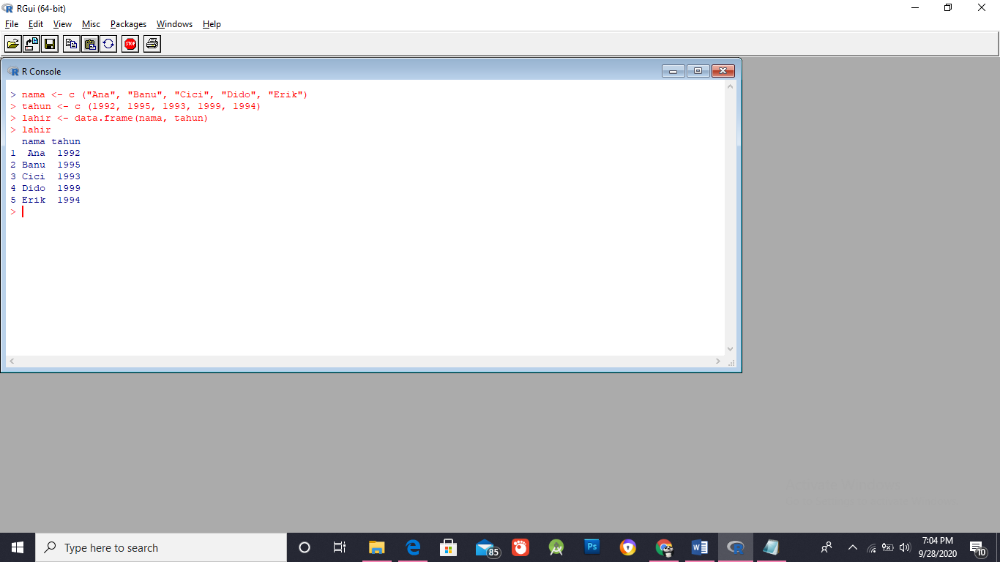 RGui (64-bit)
File Edit View Misc Packages Windows Help
STOP
R Console
> nama <- c ("Ana", "Banu", "Cici", "Dido", "Erik")
> tahun <- c (1992, 1995, 1993, 1999, 1994)
> lahir <- data.frame(nama, tahun)
> lahir
  nama tahun
1  Ana  1992
2 Banu  1995
3 Cici  1993
4 Dido  1999
5 Erik  1994
>
Type here to search
85
Ps
7:04 PM
9/28/2020
10